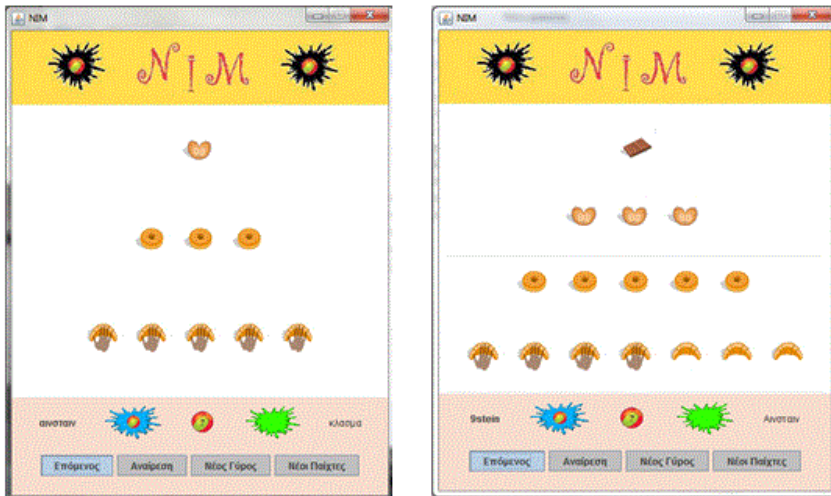 NIM
NIM
αινσταιν
κλασμα
Επόμενος
Αναίρεση
Νέος Γύρος
Νέοι Παίχτες
NIM
NIM
9stein
Αινσταιν
Επόμενος
Αναίρεση
Νέος Γύρος
Νέοι Παίχτες